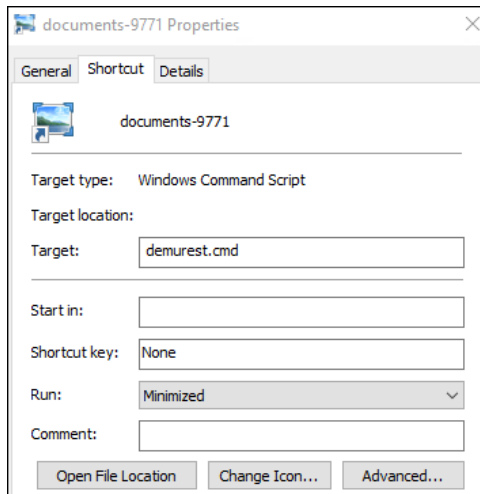 documents-9771 Properties
General Shortcut Details
documents-9771
Target type: Windows Command Script
Target location:
Target: demurest.cmd
Start in:
Shortcut key: None
Run: Minimized
Comment:
Open File Location Change Icon... Advanced...